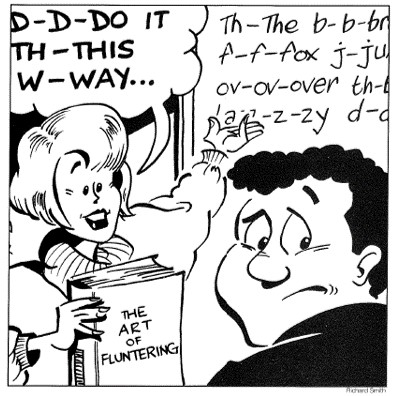 D-D-DO IT
TH-THIS
W-WAY...
Th-The b-b-br
f-f-fox j-ju
ov-ov-over th-t
la-z-z-zy d-d
THE
ART
OF
FLUNTERING
Richard Smith